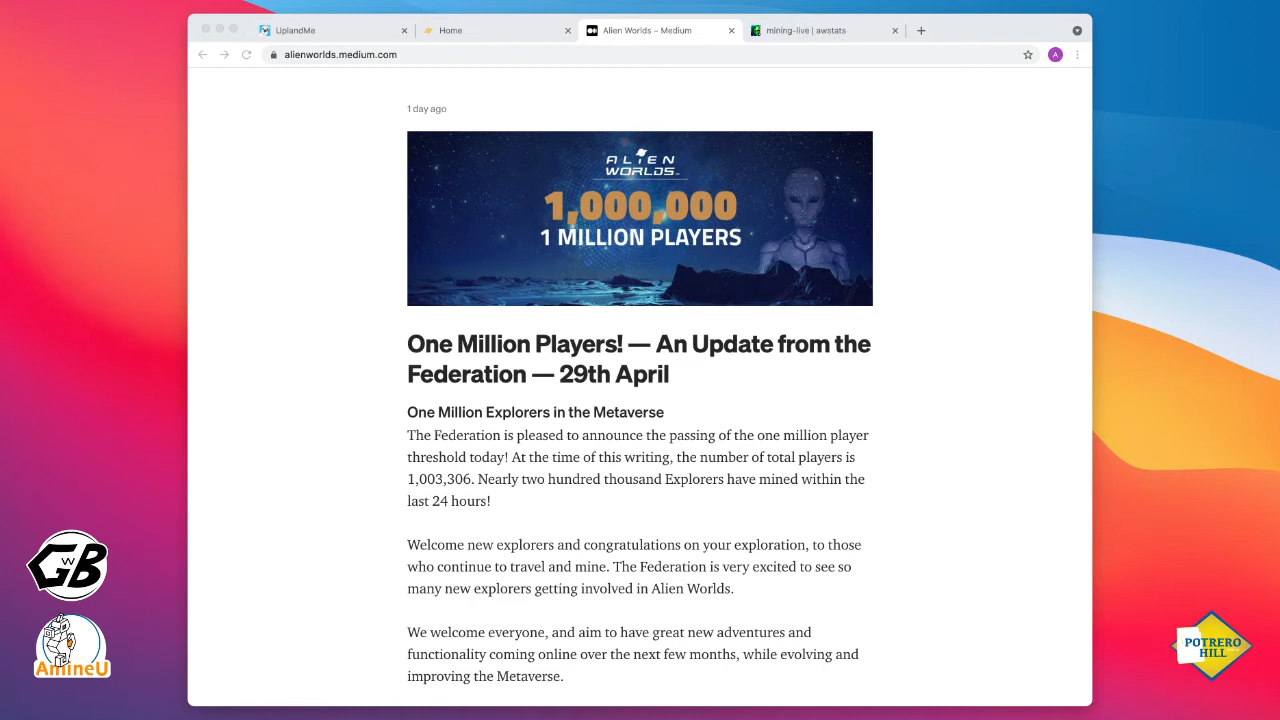 UplandMe
Home
Alien Worlds – Medium
mining-live | awstats
alienworlds.medium.com
A
1 day ago
ALIEN
WORLDS
1,000,000
1 MILLION PLAYERS
One Million Players! — An Update from the
Federation — 29th April
One Million Explorers in the Metaverse
The Federation is pleased to announce the passing of the one million player
threshold today! At the time of this writing, the number of total players is
1,003,306. Nearly two hundred thousand Explorers have mined within the
last 24 hours!
Welcome new explorers and congratulations on your exploration, to those
who continue to travel and mine. The Federation is very excited to see so
many new explorers getting involved in Alien Worlds.
We welcome everyone, and aim to have great new adventures and
functionality coming online over the next few months, while evolving and
improving the Metaverse.
GWB
AmineU
POTRERO
HILL